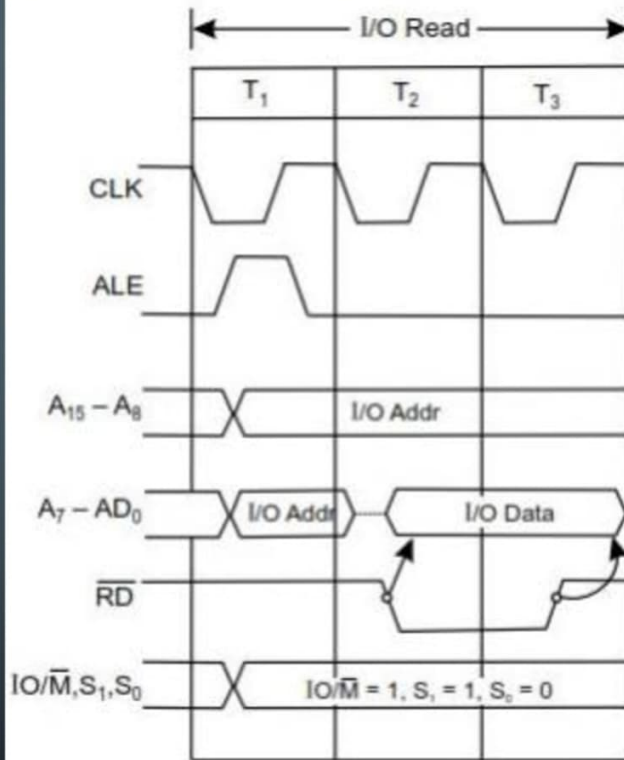 I/O Read
T₁ T₂ T₃
CLK
ALE
A₁₅ – A₈ I/O Addr
A₇ – AD₀ I/O Addr I/O Data
R̅D̅
IO/M̅,S₁,S₀ IO/M̅ = 1, S₁ = 1, S₀ = 0